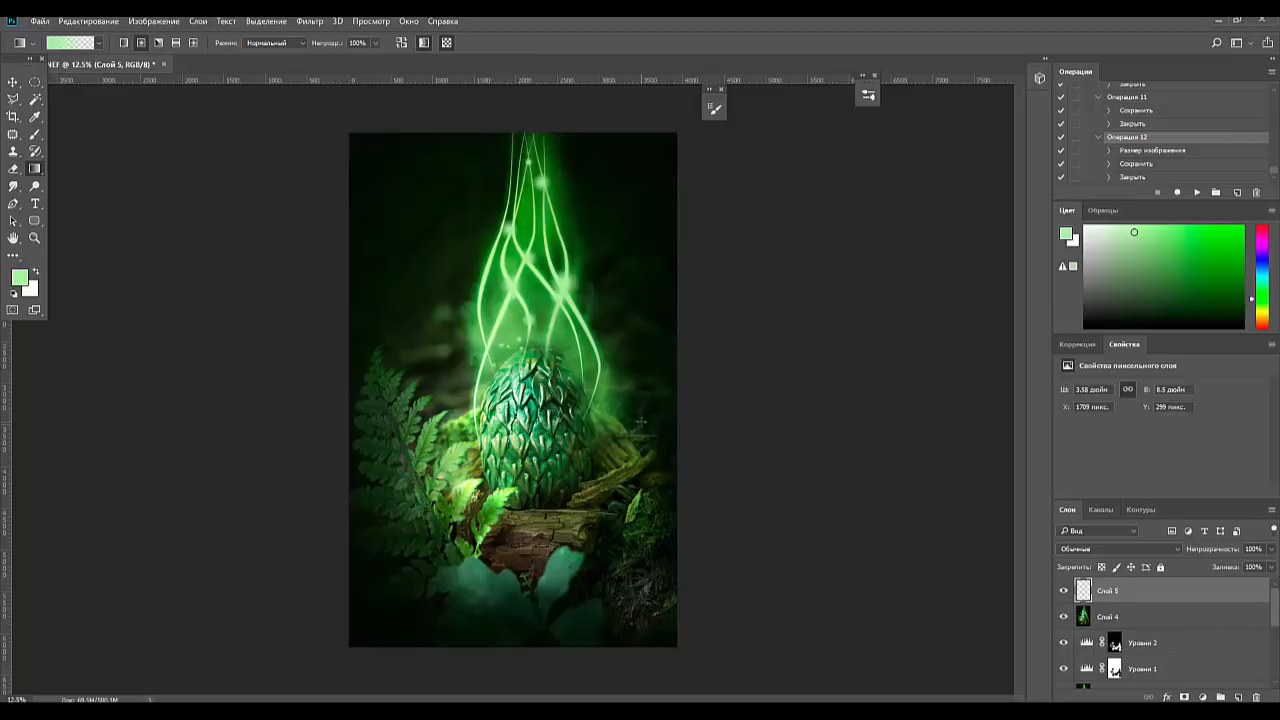 Ps Файл Редактирование Изображение Слои Текст Выделение Фильтр 3D Просмотр Окно Справка
Режим: Нормальный Непрозр.: 100%
NEF @ 12.5% (Слой 5, RGB/8) *
Операции
Закрыть
Операция 11
Сохранить
Закрыть
Операция 12
Размер изображения
Сохранить
Закрыть
Цвет Образцы
Коррекция Свойства
Свойства пиксельного слоя
Ш: 3.58 дюйм В: 8.5 дюйм
X: 1709 пикс. Y: 299 пикс.
Слои Каналы Контуры
Вид
Обычные Непрозрачность: 100%
Закрепить: Заливка: 100%
Слой 5
Слой 4
Уровни 2
Уровни 1
12.5%